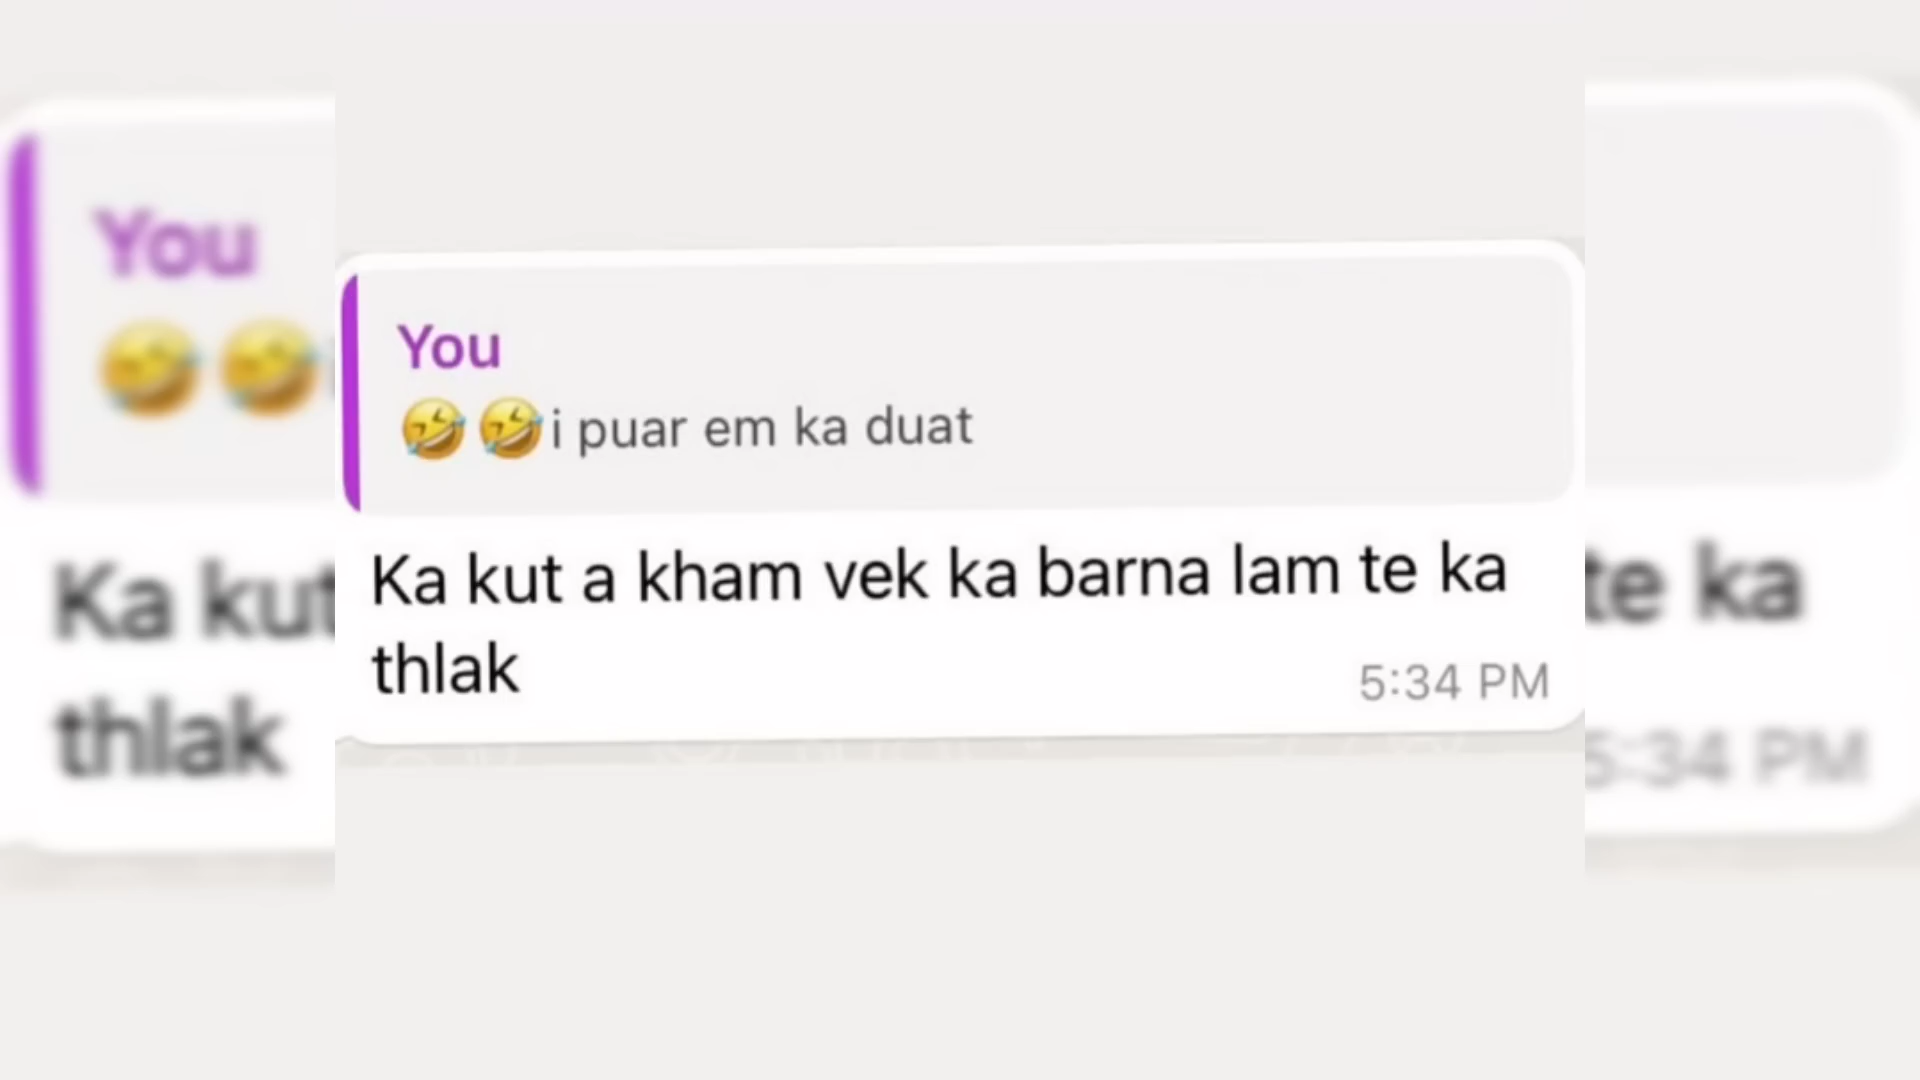 You
🤣🤣i puar em ka duat
Ka kut a kham vek ka barna lam te ka
thlak
5:34 PM